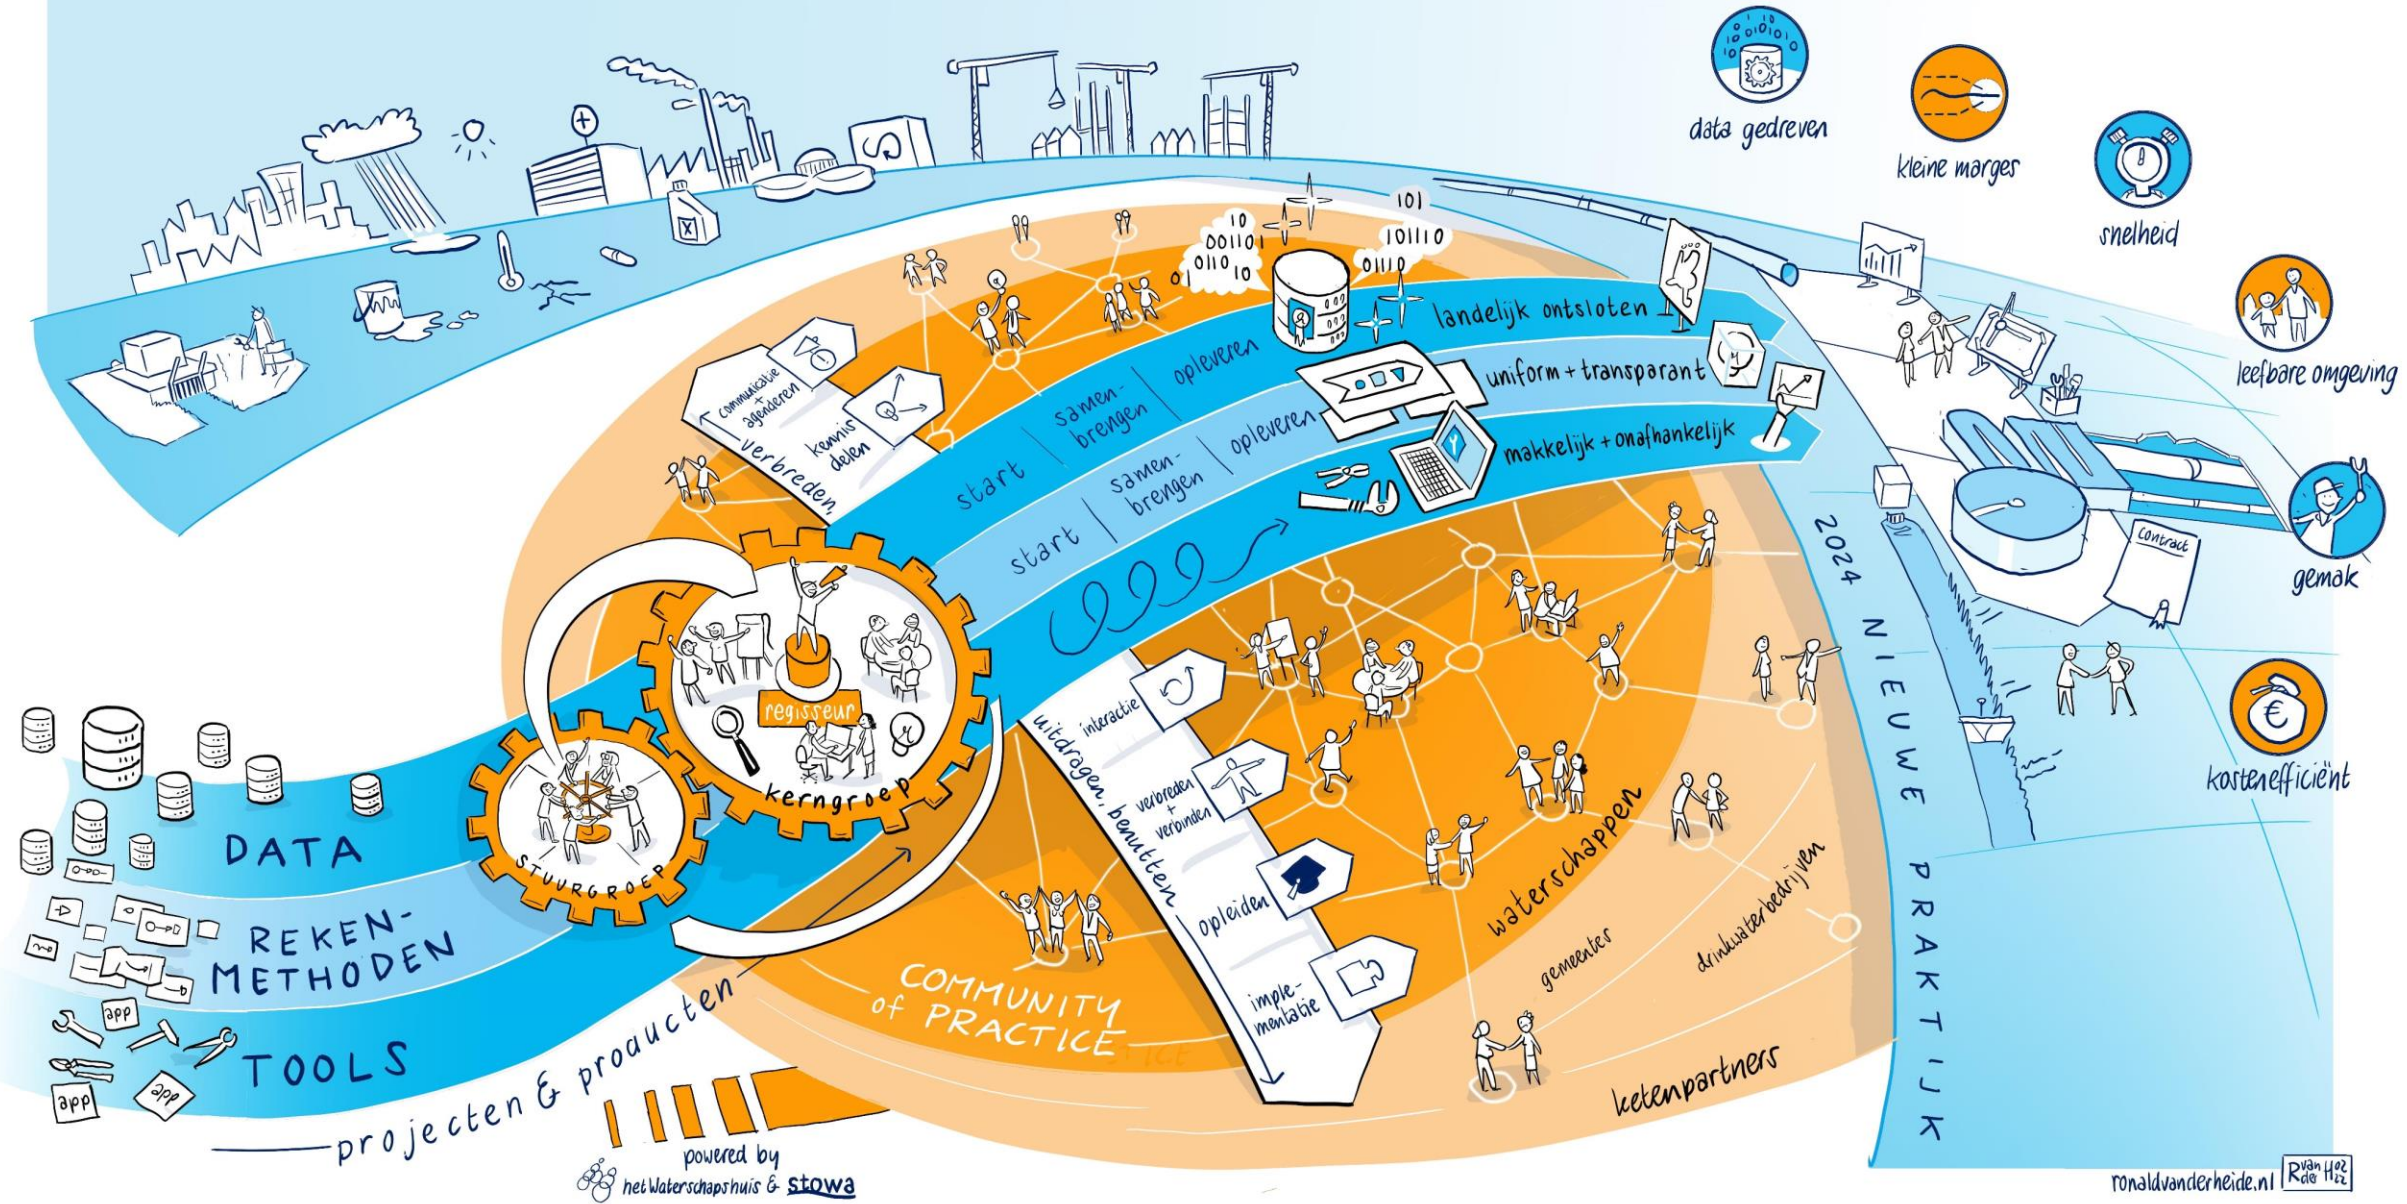 data gedreven
kleine marges
snelheid
leefbare omgeving
gemak
kostenefficiënt
10
001101
0110 10
01
101
101110
01110
communicatie
+
agenderen
kennis
delen
verbreden,
start
samen-
brengen
opleveren
landelijk ontsloten
start
samen-
brengen
opleveren
uniform + transparant
makkelijk + onafhankelijk
regisseur
kerngroep
STUURGROEP
DATA
REKEN-
METHODEN
TOOLS
app
app
app
projecten & producten
COMMUNITY
of PRACTICE
uitdragen, benutten
interactie
verbreden
+
verbinden
opleiden
imple-
mentatie
waterschappen
gemeenter
drinkwaterbedrijven
ketenpartners
2024 NIEUWE PRAKTIJK
Contract
powered by
het Waterschapshuis & stowa
ronaldvanderheide.nl